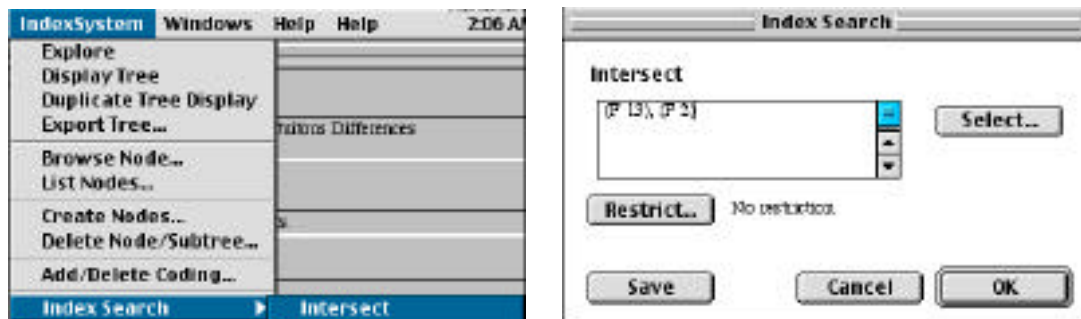 IndexSystem Windows Help Help 2:06 A
Explore
Display Tree
Duplicate Tree Display
Export Tree...
Differences
Browse Node...
List Nodes...
Create Nodes...
Delete Node/Subtree...
Add/Delete Coding...
Index Search Intersect
Index Search
Intersect
(F 13), (F 2)
Select...
Restrict... No restriction
Save Cancel OK